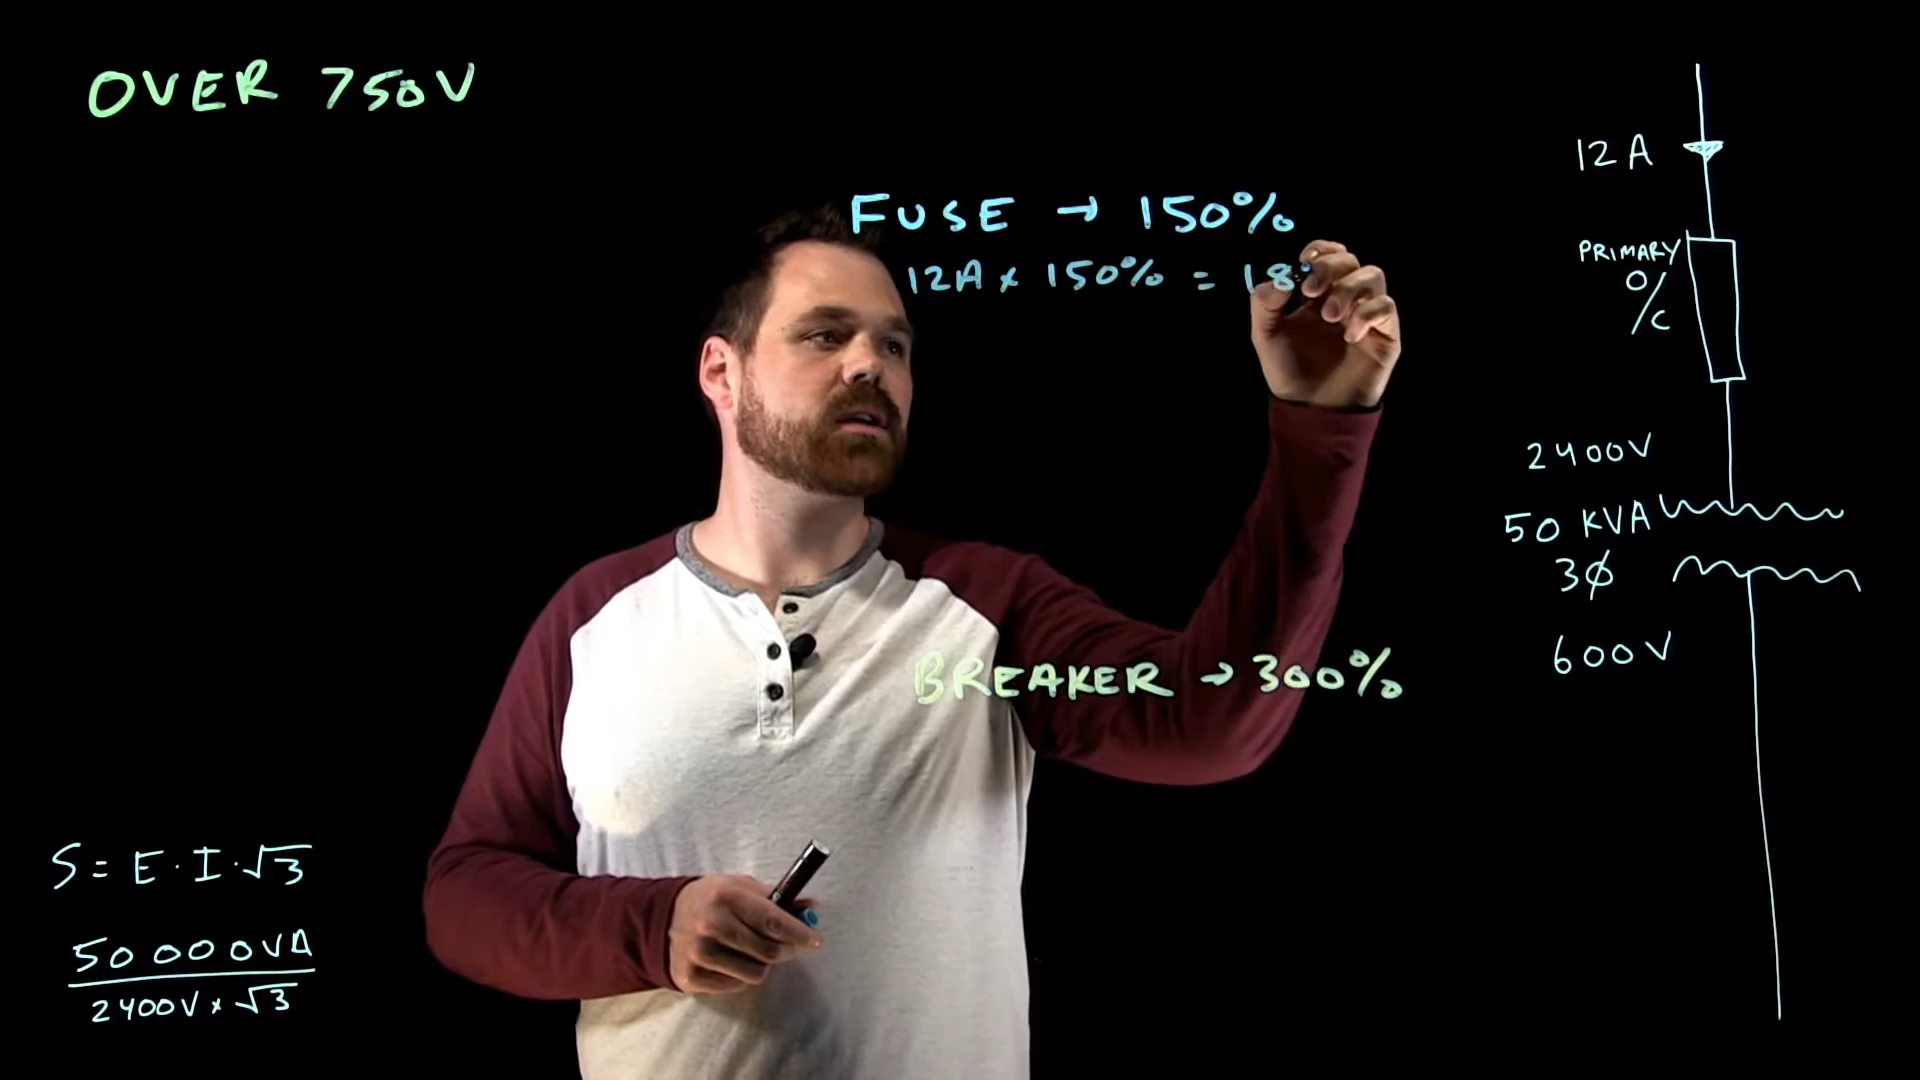 OVER 750V
FUSE → 150%
12A x 150% = 18
BREAKER → 300%
12A
PRIMARY
O/C
2400V
50 KVA
3Ø
600V
S = E · I · √3
50 000VA
2400V x √3